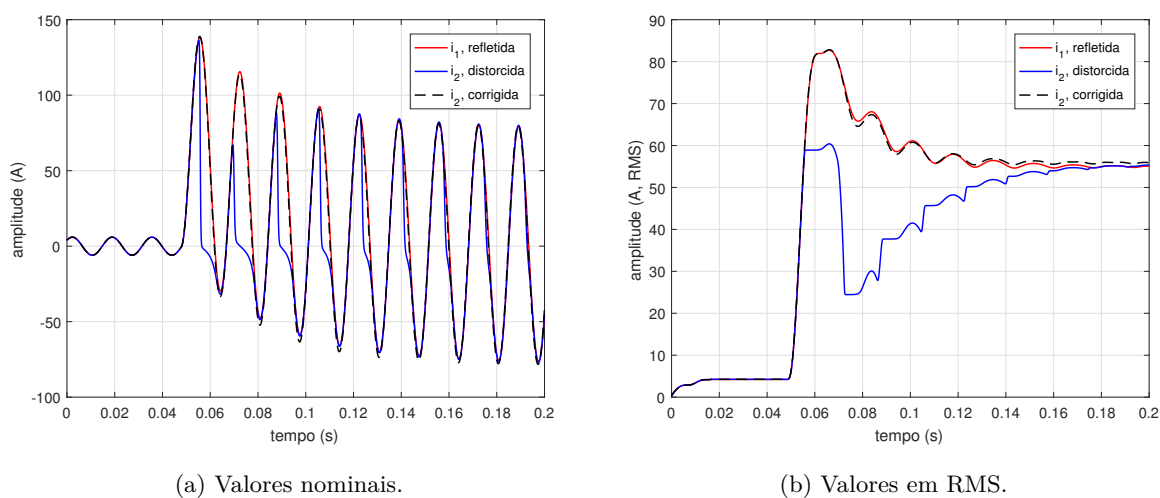 150
100
50
0
-50
-100
amplitude (A)
0 0.02 0.04 0.06 0.08 0.1 0.12 0.14 0.16 0.18 0.2
tempo (s)
i1, refletida
i2, distorcida
i2, corrigida
(a) Valores nominais.
90
80
70
60
50
40
30
20
10
0
amplitude (A, RMS)
0 0.02 0.04 0.06 0.08 0.1 0.12 0.14 0.16 0.18 0.2
tempo (s)
i1, refletida
i2, distorcida
i2, corrigida
(b) Valores em RMS.